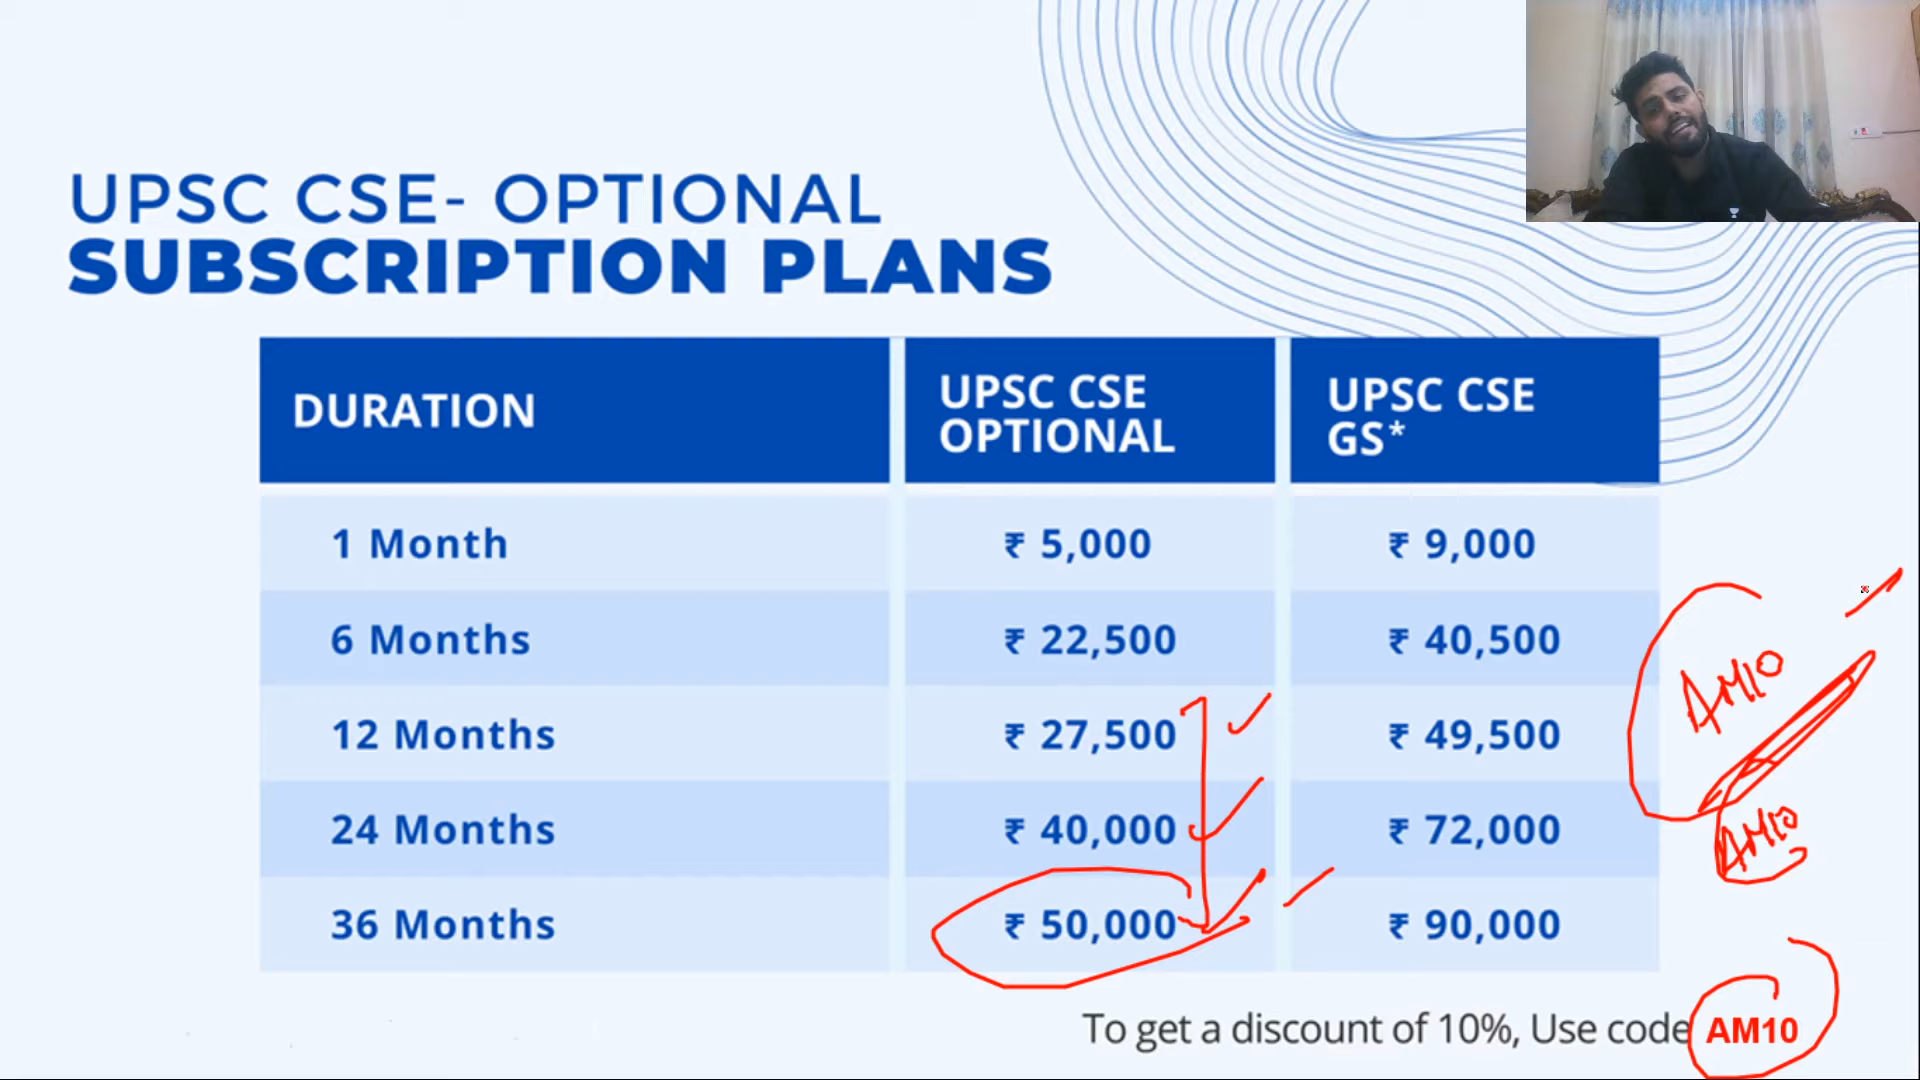 UPSC CSE- OPTIONAL
SUBSCRIPTION PLANS
DURATION
UPSC CSE
OPTIONAL
UPSC CSE
GS*
1 Month
₹ 5,000
₹ 9,000
6 Months
₹ 22,500
₹ 40,500
12 Months
₹ 27,500
₹ 49,500
24 Months
₹ 40,000
₹ 72,000
36 Months
₹ 50,000
₹ 90,000
AM10
AM10
To get a discount of 10%, Use code AM10